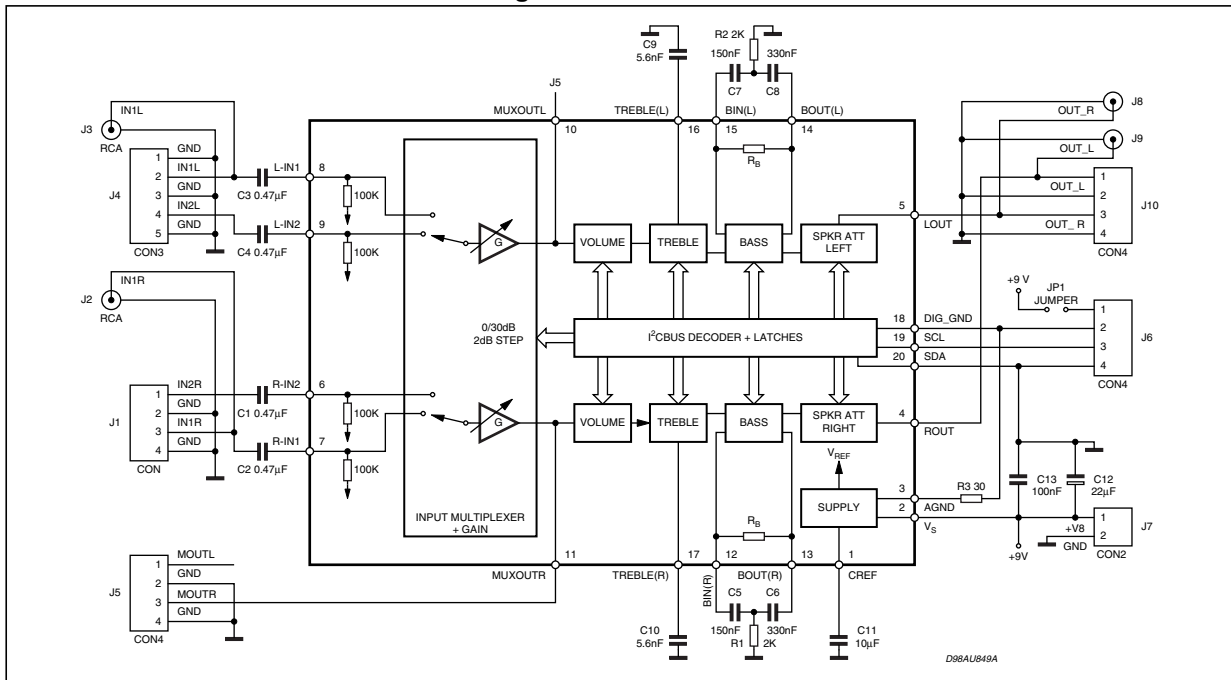 C9
5.6nF
R2 2K
150nF
330nF
C7
C8
J5
MUXOUTL
TREBLE(L)
BIN(L)
BOUT(L)
10
16
15
14
IN1L
J3
RCA
GND
1
IN1L
2
GND
3
IN2L
4
GND
5
J4
CON3
L-IN1
8
C3 0.47µF
L-IN2
9
C4 0.47µF
100K
100K
G
VOLUME
TREBLE
BASS
SPKR ATT
LEFT
RB
5
LOUT
OUT_R
J8
OUT_L
J9
1
OUT_L
2
3
OUT_ R
4
J10
CON4
IN1R
J2
RCA
0/30dB
2dB STEP
I2CBUS DECODER + LATCHES
18
DIG_GND
19
SCL
20
SDA
+9 V
JP1
JUMPER
1
2
3
4
J6
CON4
IN2R
1
GND
2
IN1R
3
GND
4
J1
CON
R-IN2
6
C1 0.47µF
R-IN1
7
C2 0.47µF
100K
100K
G
VOLUME
TREBLE
BASS
SPKR ATT
RIGHT
4
ROUT
VREF
SUPPLY
3
AGND
2
VS
R3 30
C13
100nF
C12
22µF
1
+V8
2
GND
J7
CON2
+9V
INPUT MULTIPLEXER
+ GAIN
RB
11
17
12
13
1
MUXOUTR
TREBLE(R)
BIN(R)
BOUT(R)
CREF
MOUTL
1
GND
2
MOUTR
3
GND
4
J5
CON4
C10
5.6nF
C5
C6
150nF
330nF
R1
2K
C11
10µF
D98AU849A